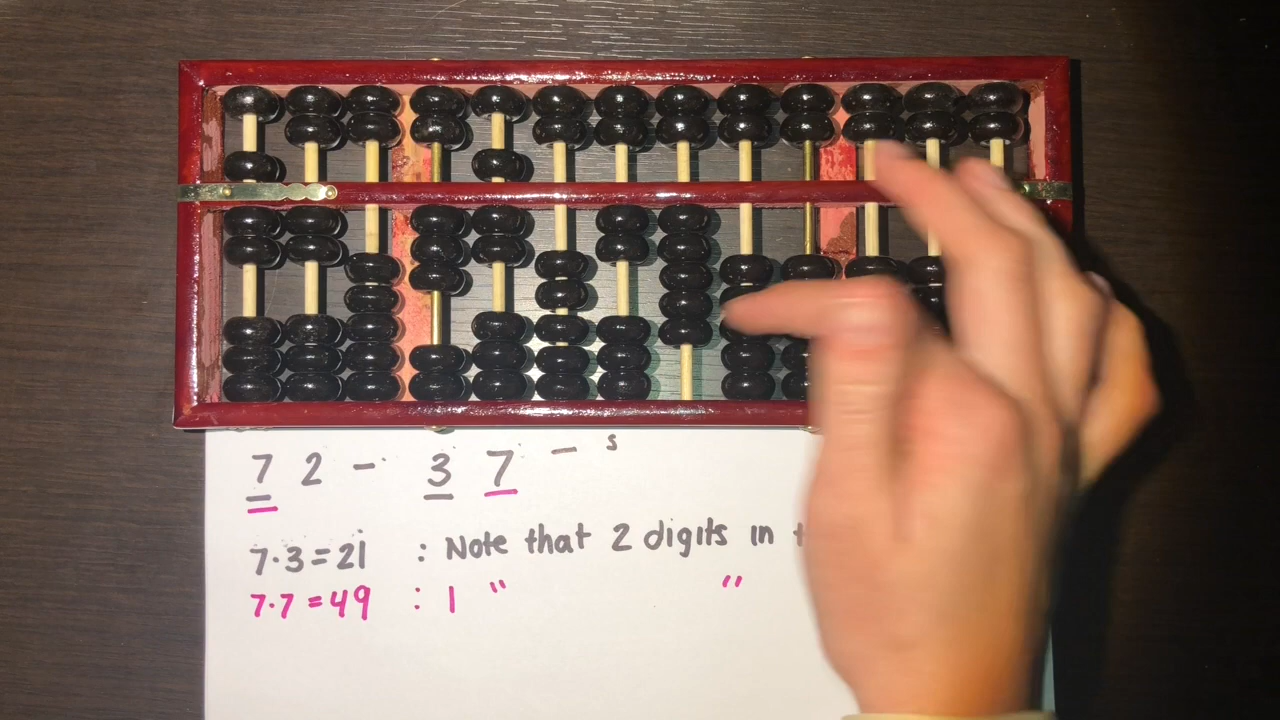 7 2 - 3 7 - s
7·3=21 : Note that 2 digits in
7·7=49 : 1 " "